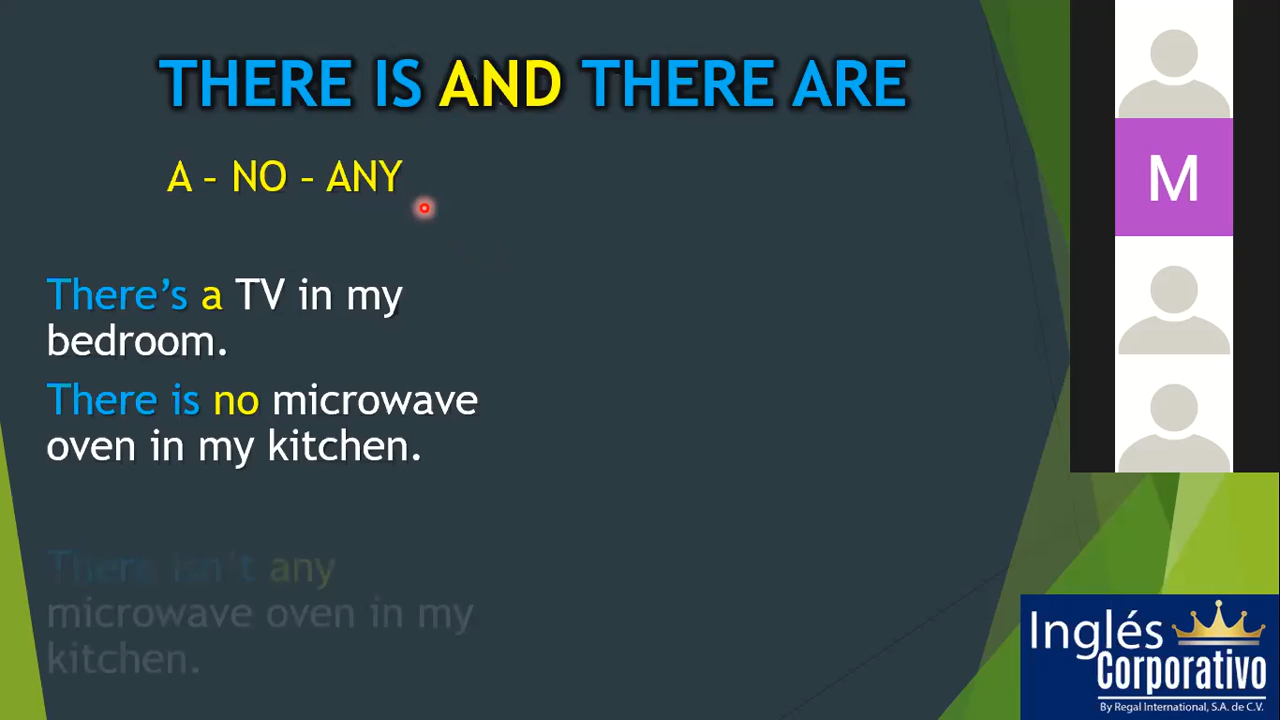 THERE IS AND THERE ARE
A – NO – ANY
There’s a TV in my
bedroom.
There is no microwave
oven in my kitchen.
There isn’t any
microwave oven in my
kitchen.
M
Inglés
Corporativo
By Regal International, S.A. de C.V.